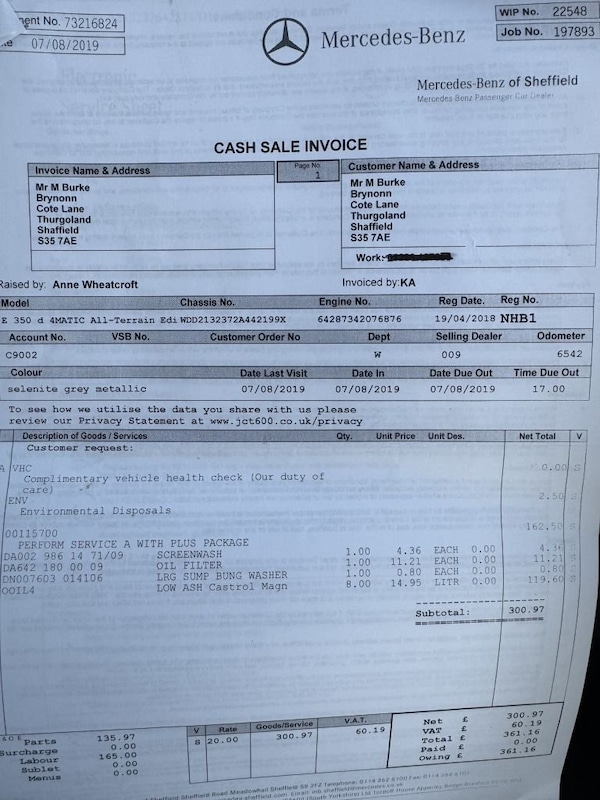 ent No. 73216824
07/08/2019
Mercedes-Benz
WIP No. 22548
Job No. 197893
Mercedes-Benz of Sheffield
Mercedes-Benz Passenger Car Dealer
CASH SALE INVOICE
Invoice Name & Address
Mr M Burke
Brynonn
Cote Lane
Thurgoland
Shaffield
S35 7AE
Page No.
1
Customer Name & Address
Mr M Burke
Brynonn
Cote Lane
Thurgoland
Shaffield
S35 7AE
Work:
Raised by: Anne Wheatcroft
Invoiced by:KA
Model Chassis No. Engine No. Reg Date. Reg No.
E 350 d 4MATIC All-Terrain Edi WDD2132372A442199X 64287342076876 19/04/2018 NHB1
Account No. VSB No. Customer Order No Dept Selling Dealer Odometer
C9002 W 009 6542
Colour Date Last Visit Date In Date Due Out Time Due Out
selenite grey metallic 07/08/2019 07/08/2019 07/08/2019 17.00
To see how we utilise the data you share with us please
review our Privacy Statement at www.jct600.co.uk/privacy
Description of Goods / Services Qty. Unit Price Unit Des. Net Total V
Customer request:
A VHC 0.00 S
Complimentary vehicle health check (Our duty of
care)
ENV 2.50 S
Environmental Disposals
00115700 162.50 S
PERFORM SERVICE A WITH PLUS PACKAGE
DA002 986 14 71/09 SCREENWASH 1.00 4.36 EACH 0.00 4.36 S
DA642 180 00 09 OIL FILTER 1.00 11.21 EACH 0.00 11.21 S
DN007603 014106 LRG SUMP BUNG WASHER 1.00 0.80 EACH 0.00 0.80 S
OOIL4 LOW ASH Castrol Magn 8.00 14.95 LITR 0.00 119.60 S
Subtotal: 300.97
Parts 135.97
Surcharge 0.00
Labour 165.00
Sublet 0.00
Menus 0.00
V Rate Goods/Service V.A.T.
S 20.00 300.97 60.19
Net £ 300.97
VAT £ 60.19
Total £ 361.16
Paid £ 0.00
Owing £ 361.16